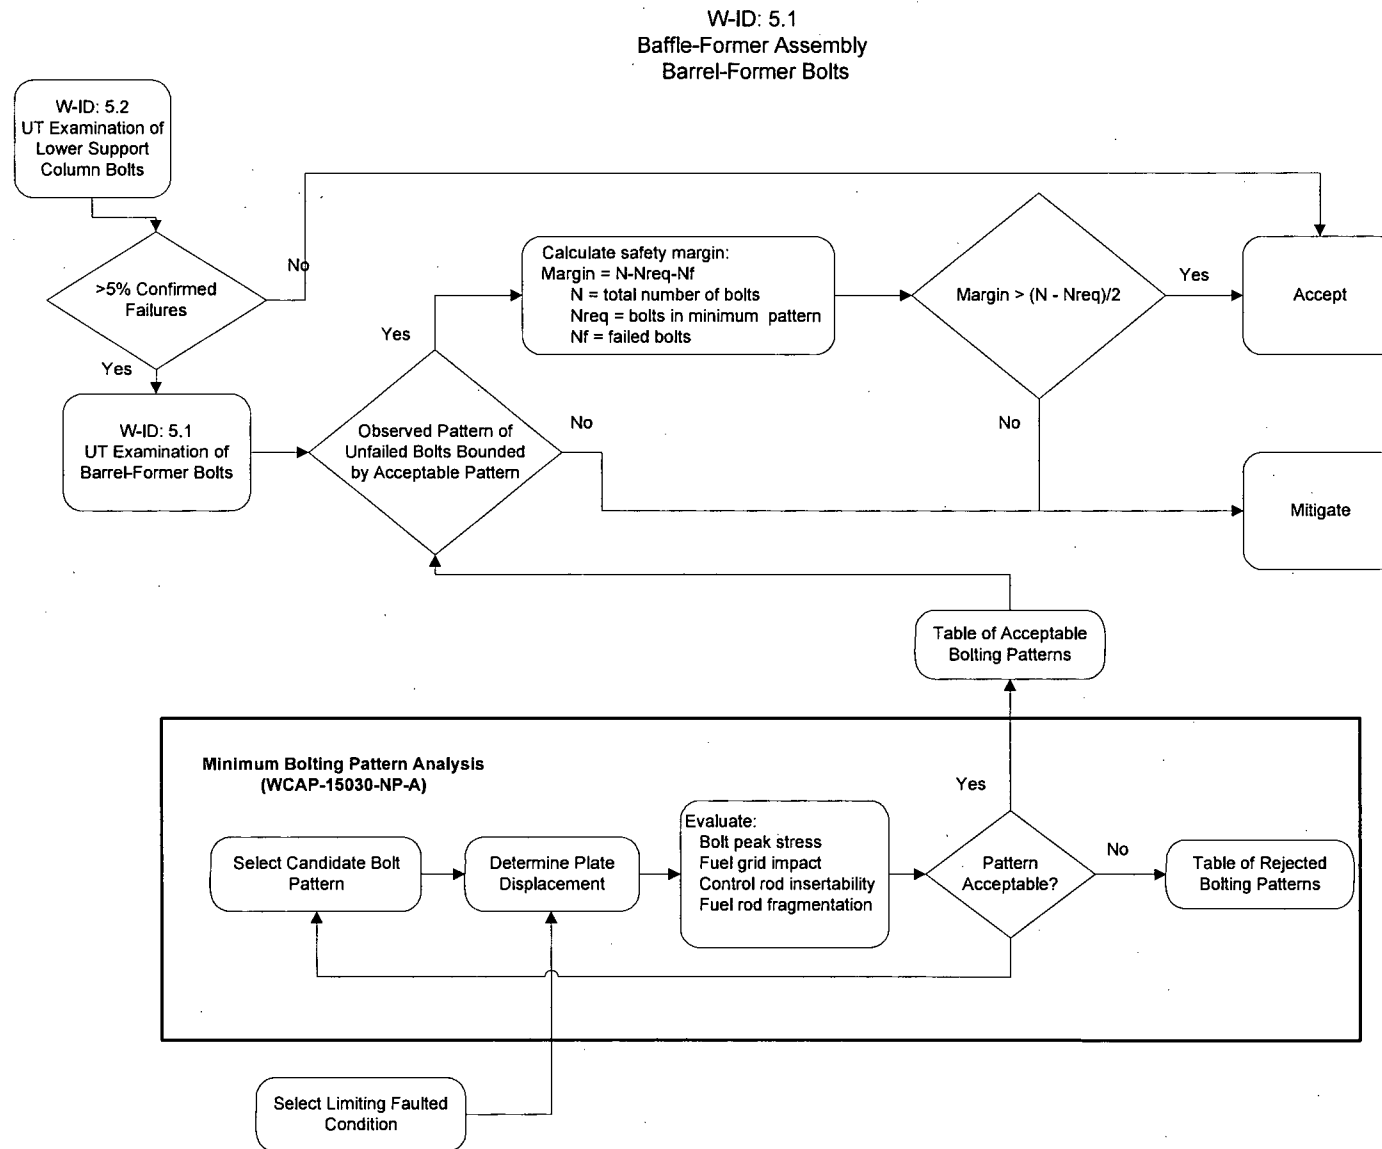 W-ID: 5.1
Baffle-Former Assembly
Barrel-Former Bolts
W-ID: 5.2
UT Examination of
Lower Support
Column Bolts
>5% Confirmed
Failures
No
Yes
W-ID: 5.1
UT Examination of
Barrel-Former Bolts
Observed Pattern of
Unfailed Bolts Bounded
by Acceptable Pattern
Yes
No
Calculate safety margin:
Margin = N-Nreq-Nf
N = total number of bolts
Nreq = bolts in minimum pattern
Nf = failed bolts
Margin > (N - Nreq)/2
Yes
No
Accept
Mitigate
Table of Acceptable
Bolting Patterns
Minimum Bolting Pattern Analysis
(WCAP-15030-NP-A)
Select Candidate Bolt
Pattern
Determine Plate
Displacement
Evaluate:
Bolt peak stress
Fuel grid impact
Control rod insertability
Fuel rod fragmentation
Yes
Pattern
Acceptable?
No
Table of Rejected
Bolting Patterns
Select Limiting Faulted
Condition